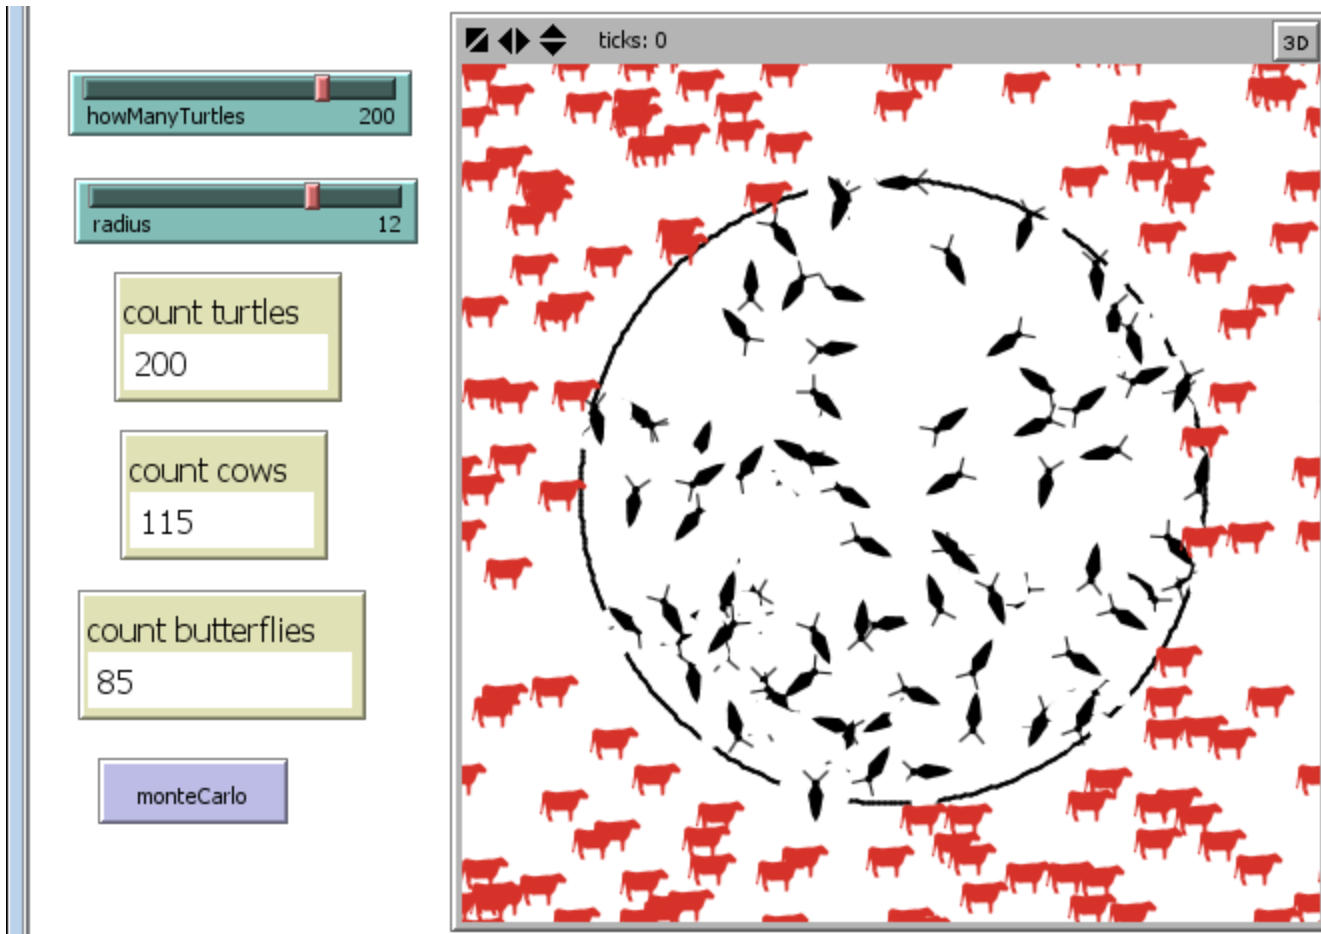 ticks: 0
3D
howManyTurtles 200
radius 12
count turtles
200
count cows
115
count butterflies
85
monteCarlo